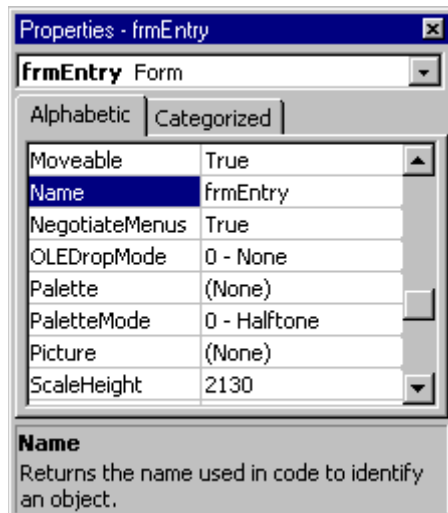 Properties - frmEntry
frmEntry Form
Alphabetic Categorized
Moveable True
Name frmEntry
NegotiateMenus True
OLEDropMode 0 - None
Palette (None)
PaletteMode 0 - Halftone
Picture (None)
ScaleHeight 2130
Name
Returns the name used in code to identify
an object.